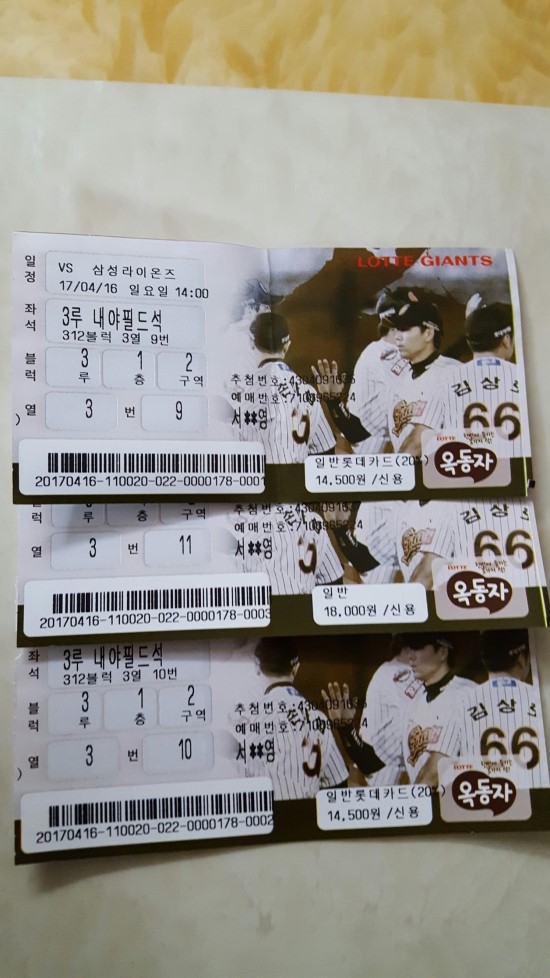 일정
VS 삼성라이온즈
17/04/16 일요일 14:00
LOTTE GIANTS
좌석
3루 내야필드석
312블럭 3열 9번
블럭
3 루 1 층 2 구역
열 3 번 9
예매번호:
서**영
김상
66
일반롯데카드(20%)
14,500원 /신용
LOTTE
옥동자
20170416-110020-022-0000178-0001
럭 루 층 구역
열 3 번 11
예매번호:
서**영
66
일반
18,000원 /신용
LOTTE
옥동자
20170416-110020-022-0000178-0003
좌석
3루 내야필드석
312블럭 3열 10번
블럭
3 루 1 층 2 구역
열 3 번 10
추첨번호:
예매번호:
서**영
김상
66
일반롯데카드(20%)
14,500원 /신용
LOTTE
옥동자
20170416-110020-022-0000178-0002